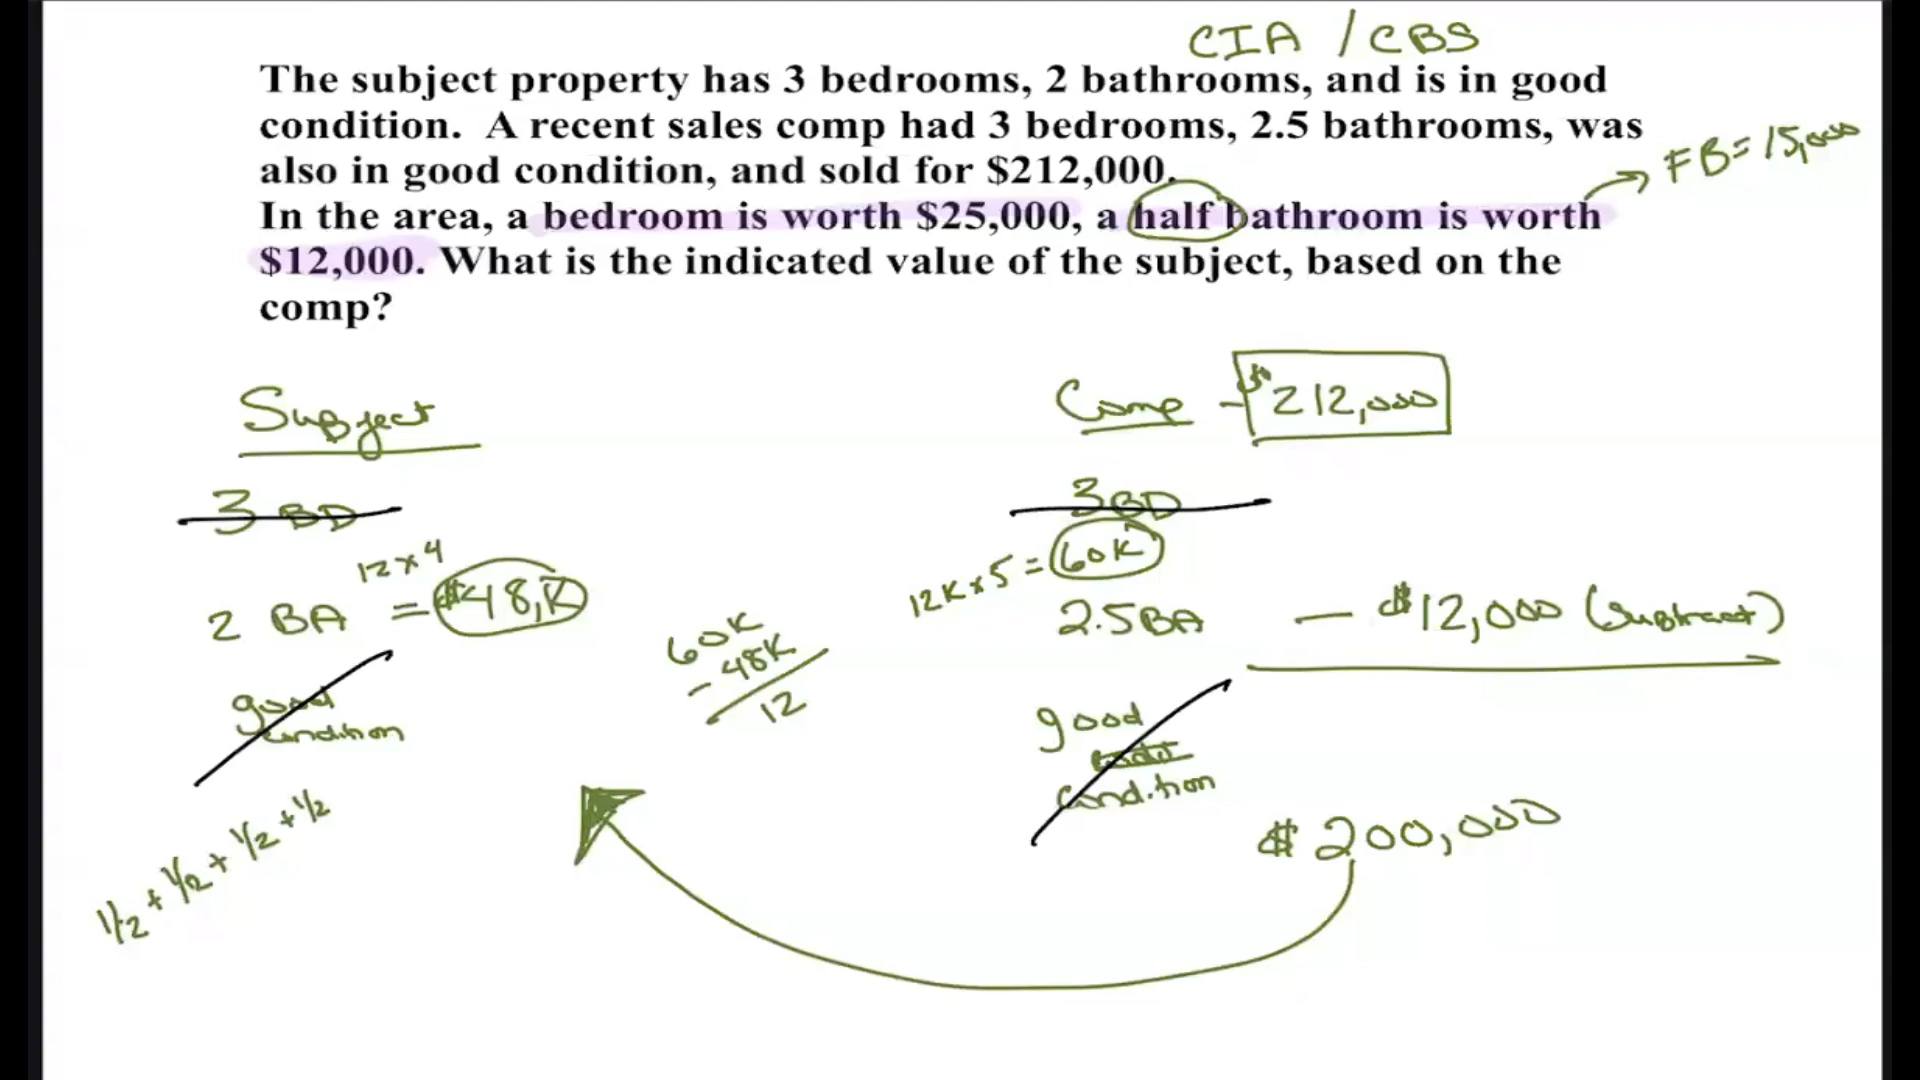 CIA / CBS
The subject property has 3 bedrooms, 2 bathrooms, and is in good
condition. A recent sales comp had 3 bedrooms, 2.5 bathrooms, was
also in good condition, and sold for $212,000.
FB = 15,000
In the area, a bedroom is worth $25,000, a half bathroom is worth
$12,000. What is the indicated value of the subject, based on the
comp?
Subject
Comp - $212,000
3 BD
3 BD
12 x 4
2 BA = $48,K
12K x 5 = 60K
2.5 BA - $12,000 (Subtract)
60K
- 48K
12
good
condition
good
condition
1/2 + 1/2 + 1/2 + 1/2
$200,000